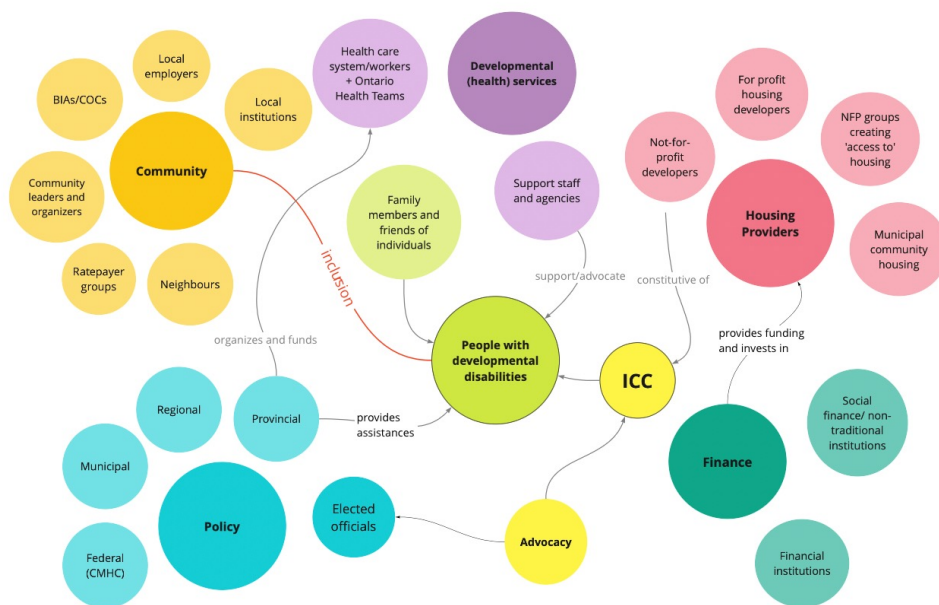 Local
employers
BIAs/COCs
Local
institutions
Community
Community
leaders and
organizers
Ratepayer
groups
Neighbours
Health care
system/workers
+ Ontario
Health Teams
Developmental
(health) services
Family
members and
friends of
individuals
Support staff
and agencies
For profit
housing
developers
Not-for-
profit
developers
NFP groups
creating
'access to'
housing
Housing
Providers
Municipal
community
housing
inclusion
support/advocate
constitutive of
organizes and funds
provides funding
and invests in
People with
developmental
disabilities
ICC
Regional
Provincial
provides
assistances
Municipal
Policy
Federal
(CMHC)
Elected
officials
Advocacy
Finance
Social
finance/ non-
traditional
institutions
Financial
institutions